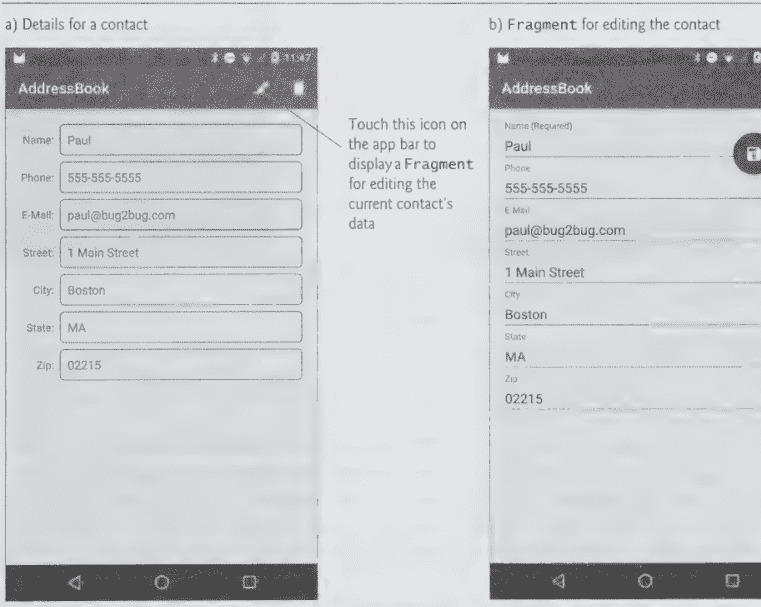 a) Details for a contact
11:47
AddressBook
Name: Paul
Phone: 555-555-5555
E-Mail: paul@bug2bug.com
Street: 1 Main Street
City: Boston
State: MA
Zip: 02215
Touch this icon on
the app bar to
display a Fragment
for editing the
current contact's
data
b) Fragment for editing the contact
AddressBook
Name (Required)
Paul
Phone
555-555-5555
E-Mail
paul@bug2bug.com
Street
1 Main Street
City
Boston
State
MA
Zip
02215